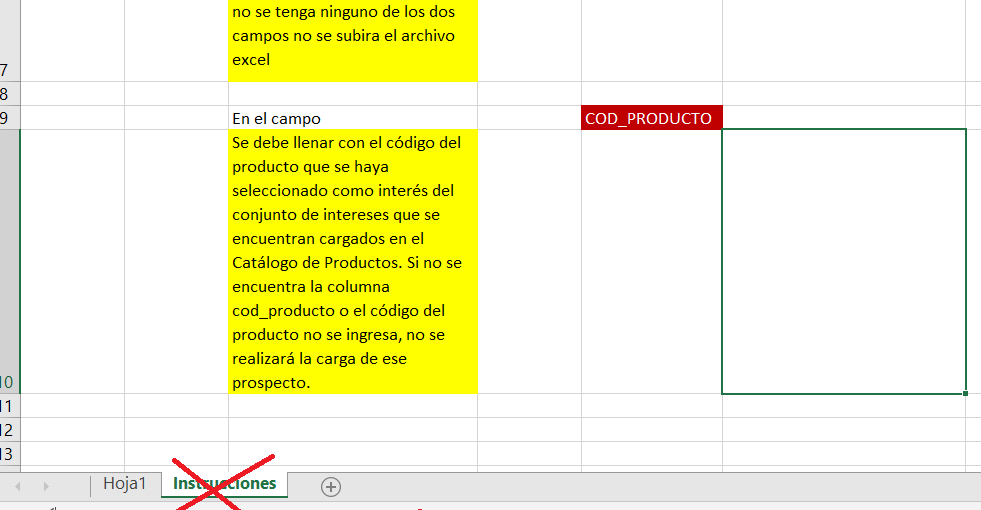 no se tenga ninguno de los dos
campos no se subira el archivo
excel
7
8
9 En el campo COD_PRODUCTO
Se debe llenar con el código del
producto que se haya
seleccionado como interés del
conjunto de intereses que se
encuentran cargados en el
Catálogo de Productos. Si no se
encuentra la columna
cod_producto o el código del
producto no se ingresa, no se
realizará la carga de ese
prospecto.
10
11
12
13
Hoja1 Instrucciones